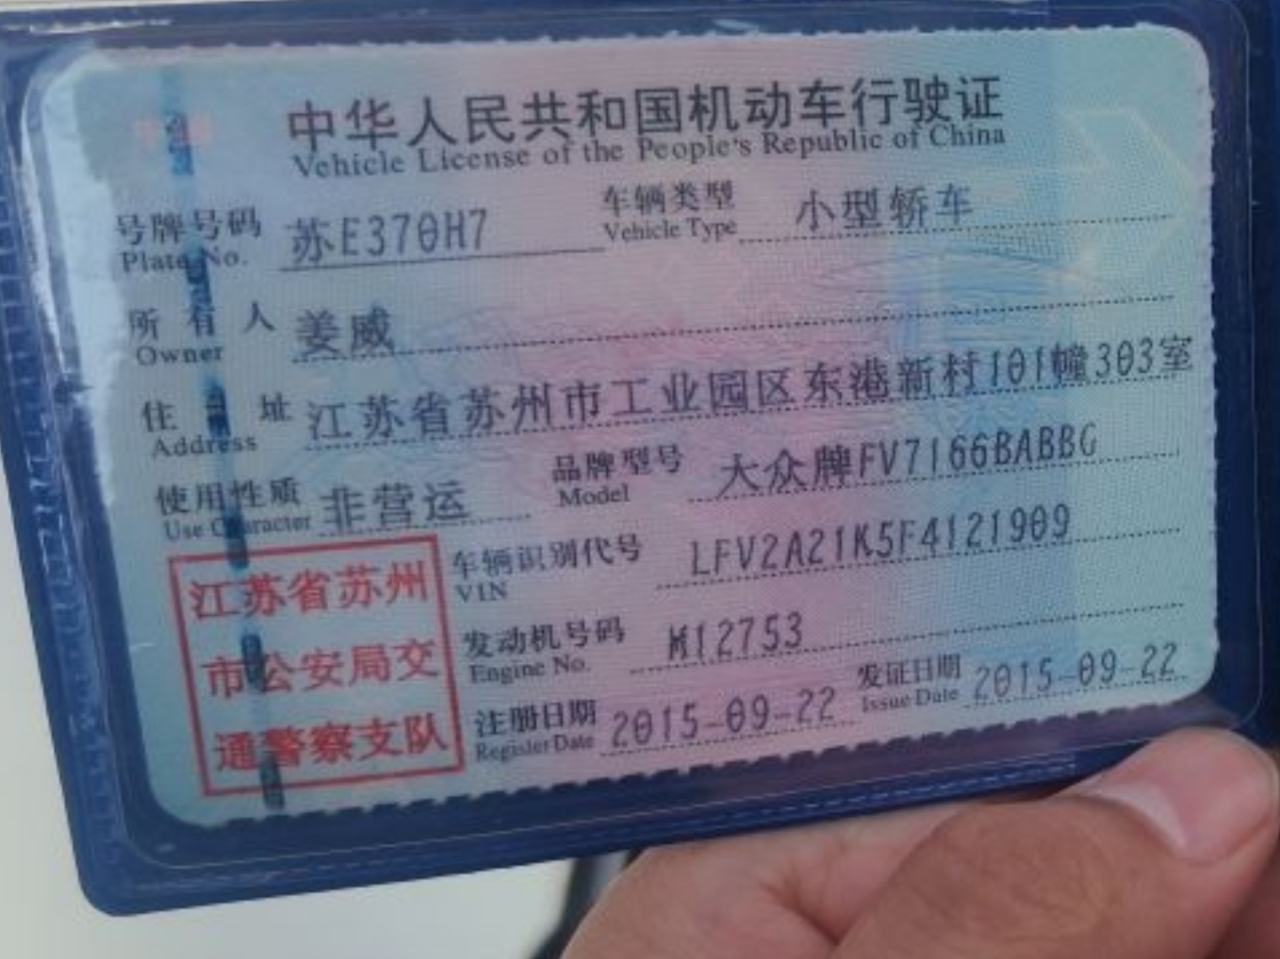 中华人民共和国机动车行驶证
Vehicle License of the People's Republic of China
号牌号码 苏E370H7 车辆类型 小型轿车
Plate No. Vehicle Type
所有人 姜威
Owner
住址 江苏省苏州市工业园区东港新村101幢303室
Address
使用性质 非营运 品牌型号 大众牌FV7166BABBG
Use Character Model
车辆识别代号 LFV2A21K5F4121909
VIN
发动机号码 M12753
Engine No.
注册日期 2015-09-22 发证日期 2015-09-22
Register Date Issue Date
江苏省苏州
市公安局交
通警察支队